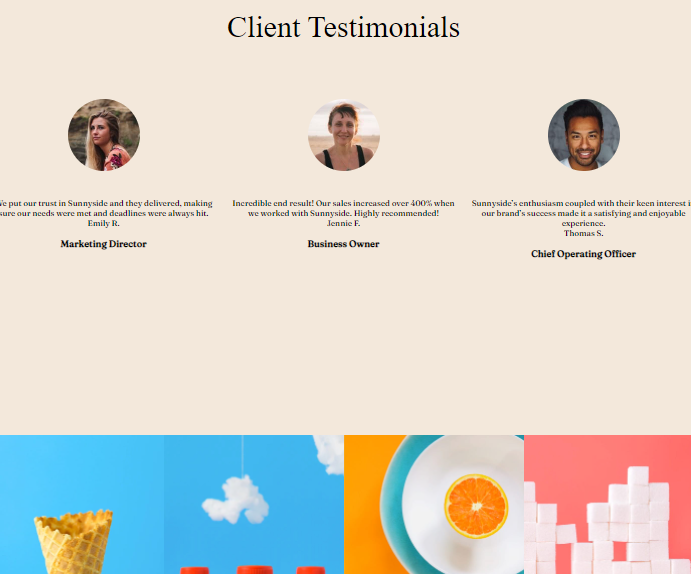 Client Testimonials
We put our trust in Sunnyside and they delivered, making
sure our needs were met and deadlines were always hit.
Emily R.
Marketing Director
Incredible end result! Our sales increased over 400% when
we worked with Sunnyside. Highly recommended!
Jennie F.
Business Owner
Sunnyside's enthusiasm coupled with their keen interest in
our brand's success made it a satisfying and enjoyable
experience.
Thomas S.
Chief Operating Officer